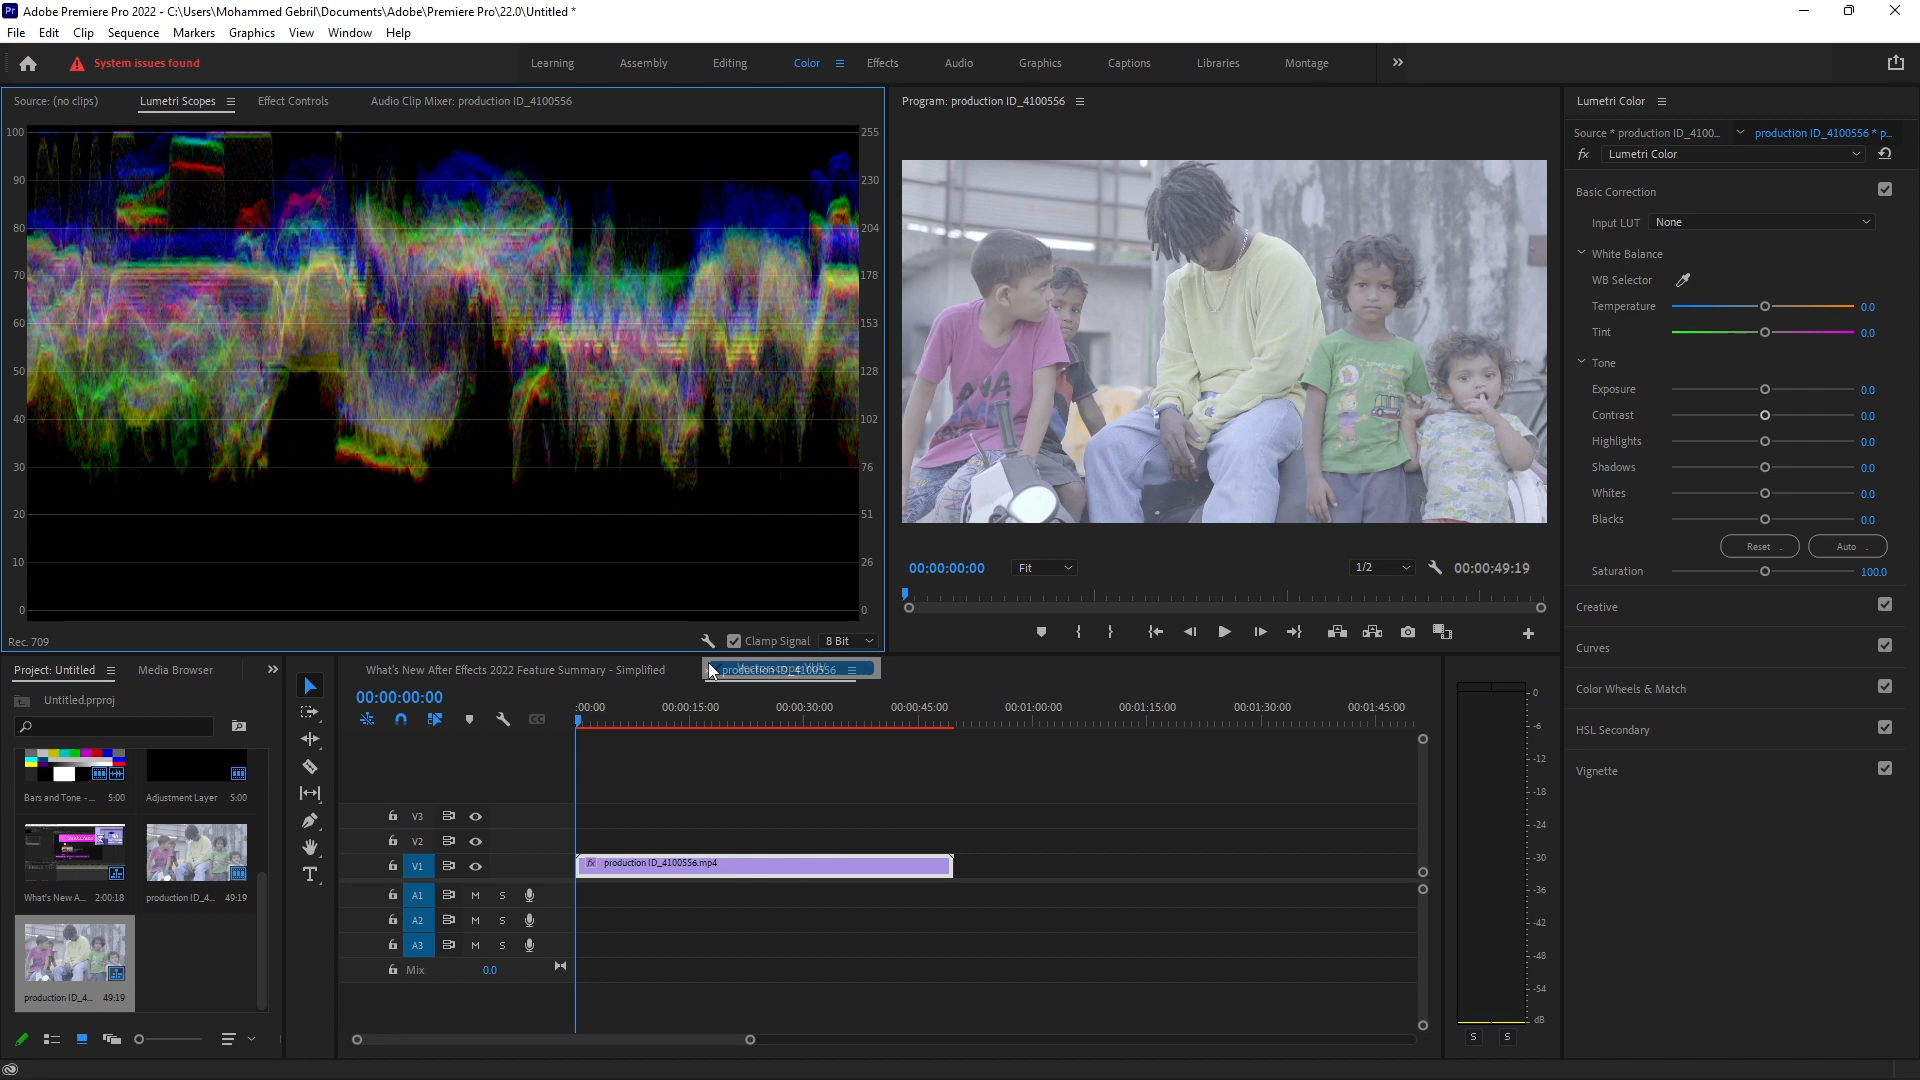 Adobe Premiere Pro 2022 - C:\Users\Mohammed Gebril\Documents\Adobe\Premiere Pro\22.0\Untitled *
File Edit Clip Sequence Markers Graphics View Window Help
System issues found
Learning Assembly Editing Color Effects Audio Graphics Captions Libraries Montage
Source: (no clips) Lumetri Scopes Effect Controls Audio Clip Mixer: production ID_4100556
100 255
90 230
80 204
70 178
60 153
50 128
40 102
30 76
20 51
10 26
0 0
Rec. 709 Clamp Signal 8 Bit
Program: production ID_4100556
00:00:00:00 Fit 1/2 00:00:49:19
Lumetri Color
Source * production ID_4100... production ID_4100556 * p...
fx Lumetri Color
Basic Correction
Input LUT None
White Balance
WB Selector
Temperature 0.0
Tint 0.0
Tone
Exposure 0.0
Contrast 0.0
Highlights 0.0
Shadows 0.0
Whites 0.0
Blacks 0.0
Reset Auto
Saturation 100.0
Creative
Curves
Color Wheels & Match
HSL Secondary
Vignette
Project: Untitled Media Browser
Untitled.prproj
Bars and Tone - ... 5:00 Adjustment Layer 5:00
What's New A... 2:00:18 production ID_4... 49:19
production ID_4... 49:19
What's New After Effects 2022 Feature Summary - Simplified production ID_4100556
00:00:00:00
:00:00 00:00:15:00 00:00:30:00 00:00:45:00 00:01:00:00 00:01:15:00 00:01:30:00 00:01:45:00
V3
V2
V1 fx production ID_4100556.mp4
A1 M S
A2 M S
A3 M S
Mix 0.0
0
-6
-12
-18
-24
-30
-36
-42
-48
-54
dB
S S